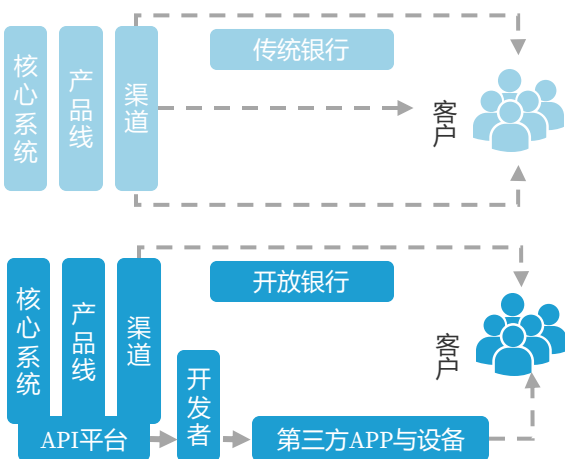 传统银行
核心系统
产品线
渠道
客户
开放银行
核心系统
产品线
渠道
客户
开发者
API平台
第三方APP与设备